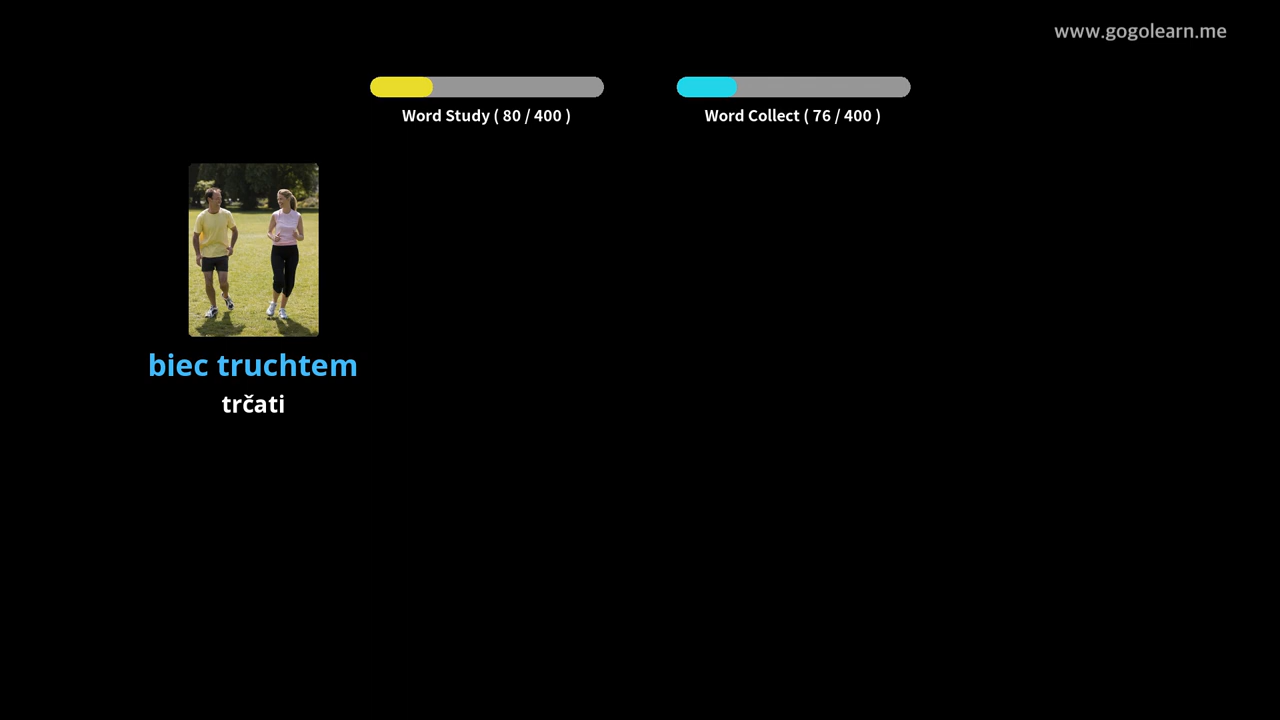 www.gogolearn.me
Word Study ( 80 / 400 )
Word Collect ( 76 / 400 )
biec truchtem
trčati